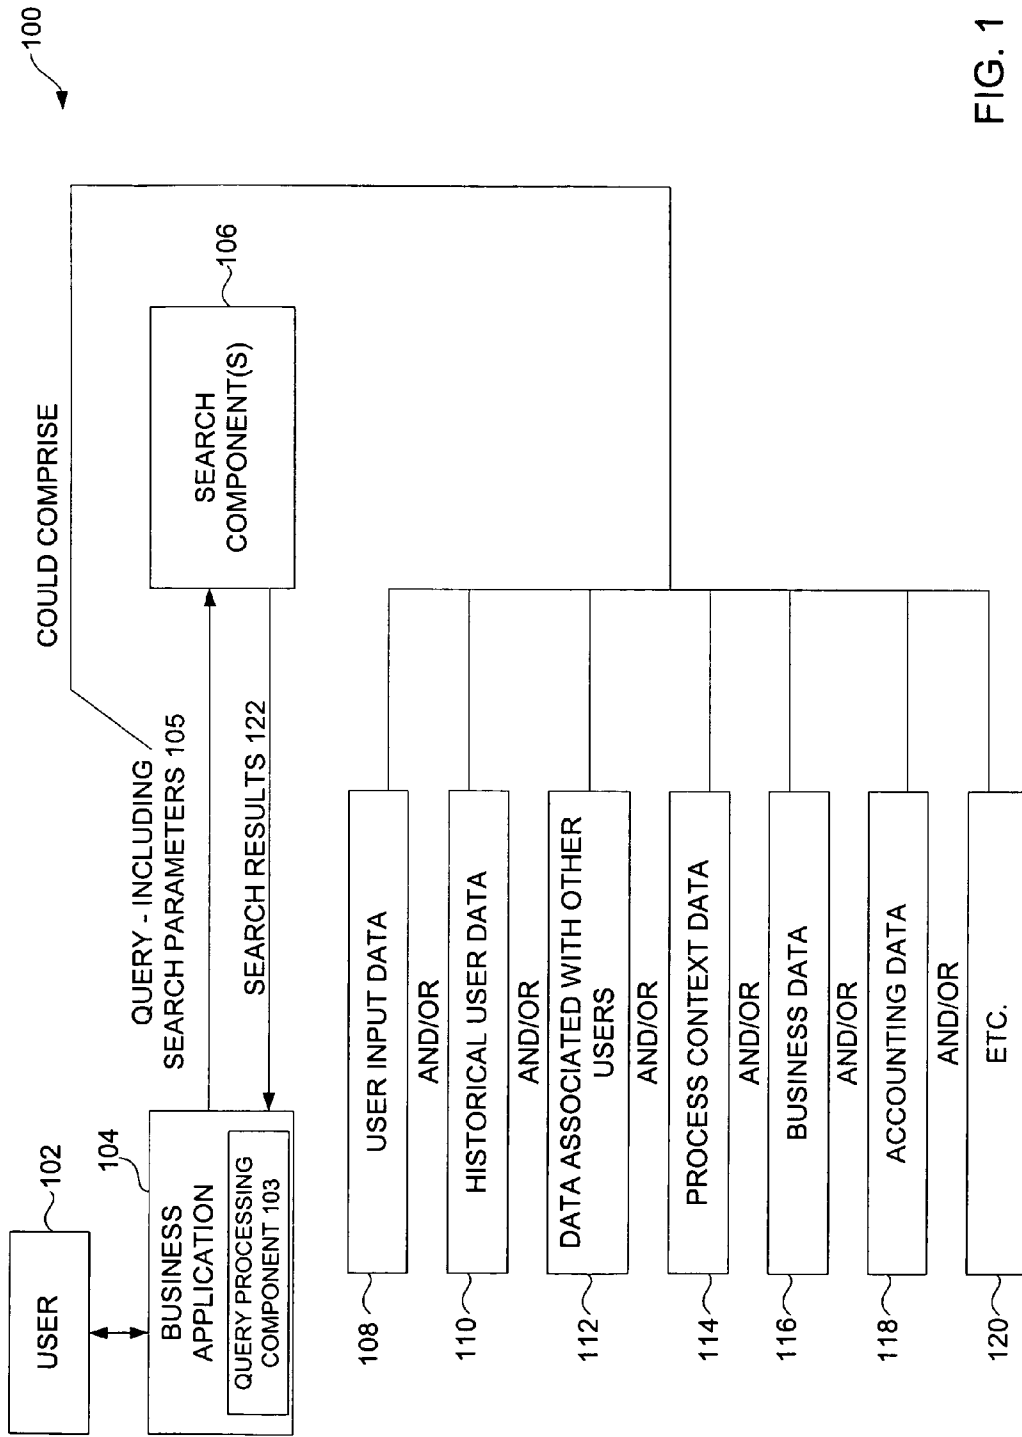 100
USER
102
104
BUSINESS
APPLICATION
QUERY PROCESSING
COMPONENT 103
QUERY - INCLUDING
SEARCH PARAMETERS 105
SEARCH RESULTS 122
COULD COMPRISE
SEARCH
COMPONENT(S)
106
108
USER INPUT DATA
AND/OR
110
HISTORICAL USER DATA
AND/OR
112
DATA ASSOCIATED WITH OTHER
USERS
AND/OR
114
PROCESS CONTEXT DATA
AND/OR
116
BUSINESS DATA
AND/OR
118
ACCOUNTING DATA
AND/OR
120
ETC.
FIG. 1